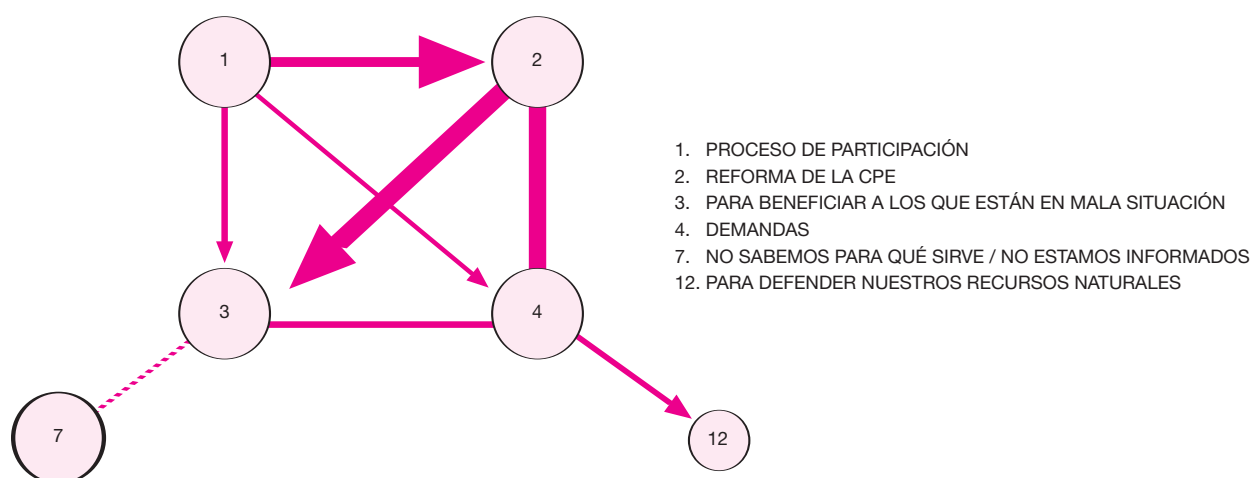 1
2
3
4
7
12
1. PROCESO DE PARTICIPACIÓN
2. REFORMA DE LA CPE
3. PARA BENEFICIAR A LOS QUE ESTÁN EN MALA SITUACIÓN
4. DEMANDAS
7. NO SABEMOS PARA QUÉ SIRVE / NO ESTAMOS INFORMADOS
12. PARA DEFENDER NUESTROS RECURSOS NATURALES